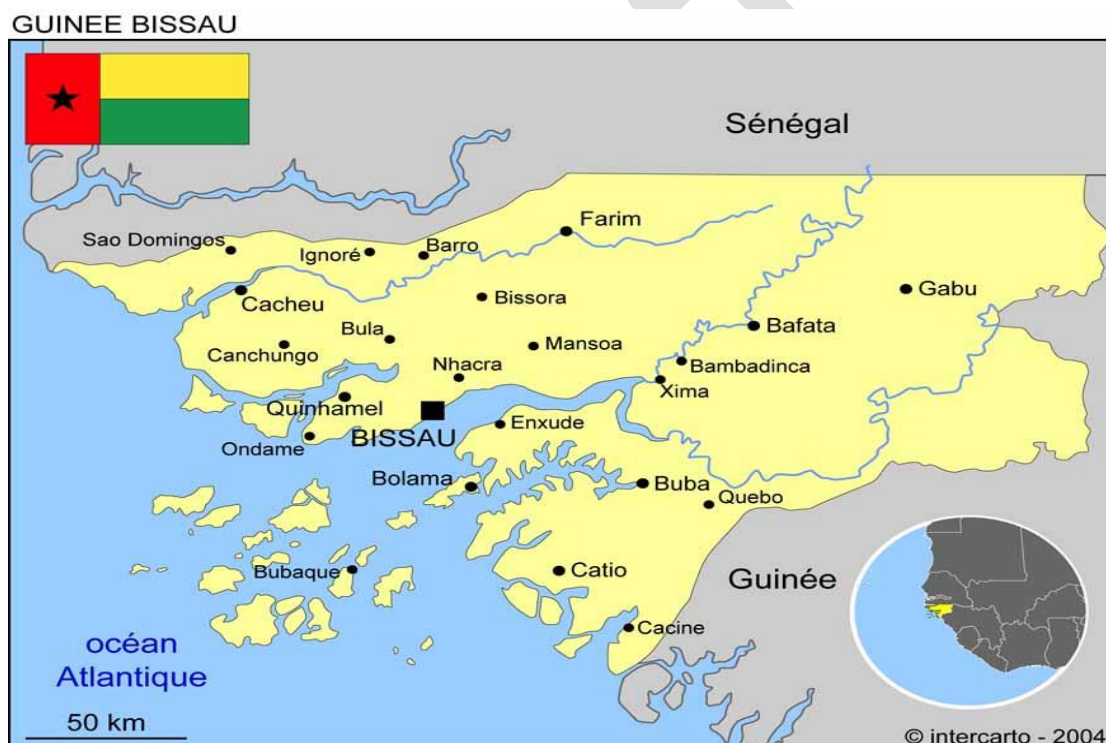 GUINEE BISSAU
Sénégal
Farim
Sao Domingos
Ignoré
Barro
Cacheu
Bissora
Gabu
Bula
Bafata
Canchungo
Mansoa
Nhacra
Bambadinca
Xima
Quinhamel
BISSAU
Enxude
Ondame
Bolama
Buba
Quebo
Bubaque
Catio
Guinée
Cacine
océan
Atlantique
50 km
© intercarto - 2004